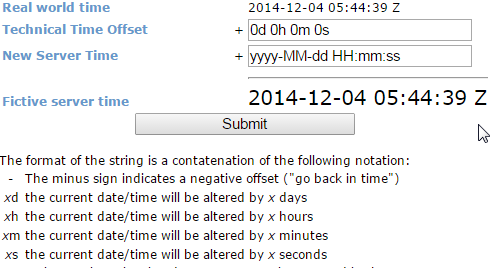 Real world time 2014-12-04 05:44:39 Z
Technical Time Offset + 0d 0h 0m 0s
New Server Time + yyyy-MM-dd HH:mm:ss
Fictive server time 2014-12-04 05:44:39 Z
Submit
The format of the string is a contatenation of the following notation:
- The minus sign indicates a negative offset ("go back in time")
xd the current date/time will be altered by x days
xh the current date/time will be altered by x hours
xm the current date/time will be altered by x minutes
xs the current date/time will be altered by x seconds